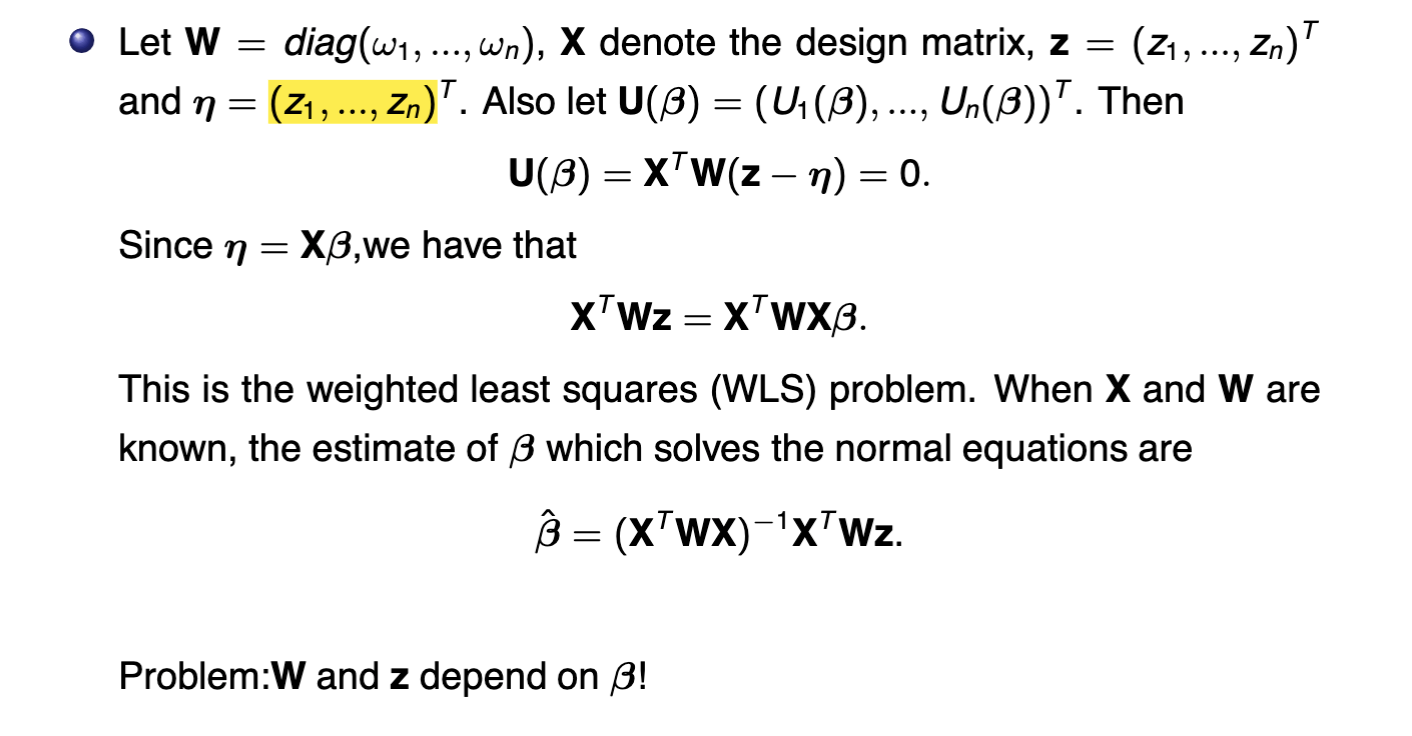 Let W = diag(ω₁, ..., ωₙ), X denote the design matrix, z = (z₁, ..., zₙ)ᵀ
and η = (z₁, ..., zₙ)ᵀ. Also let U(β) = (U₁(β), ..., Uₙ(β))ᵀ. Then
U(β) = XᵀW(z − η) = 0.
Since η = Xβ,we have that
XᵀWz = XᵀWXβ.
This is the weighted least squares (WLS) problem. When X and W are
known, the estimate of β which solves the normal equations are
β̂ = (XᵀWX)⁻¹XᵀWz.
Problem:W and z depend on β!